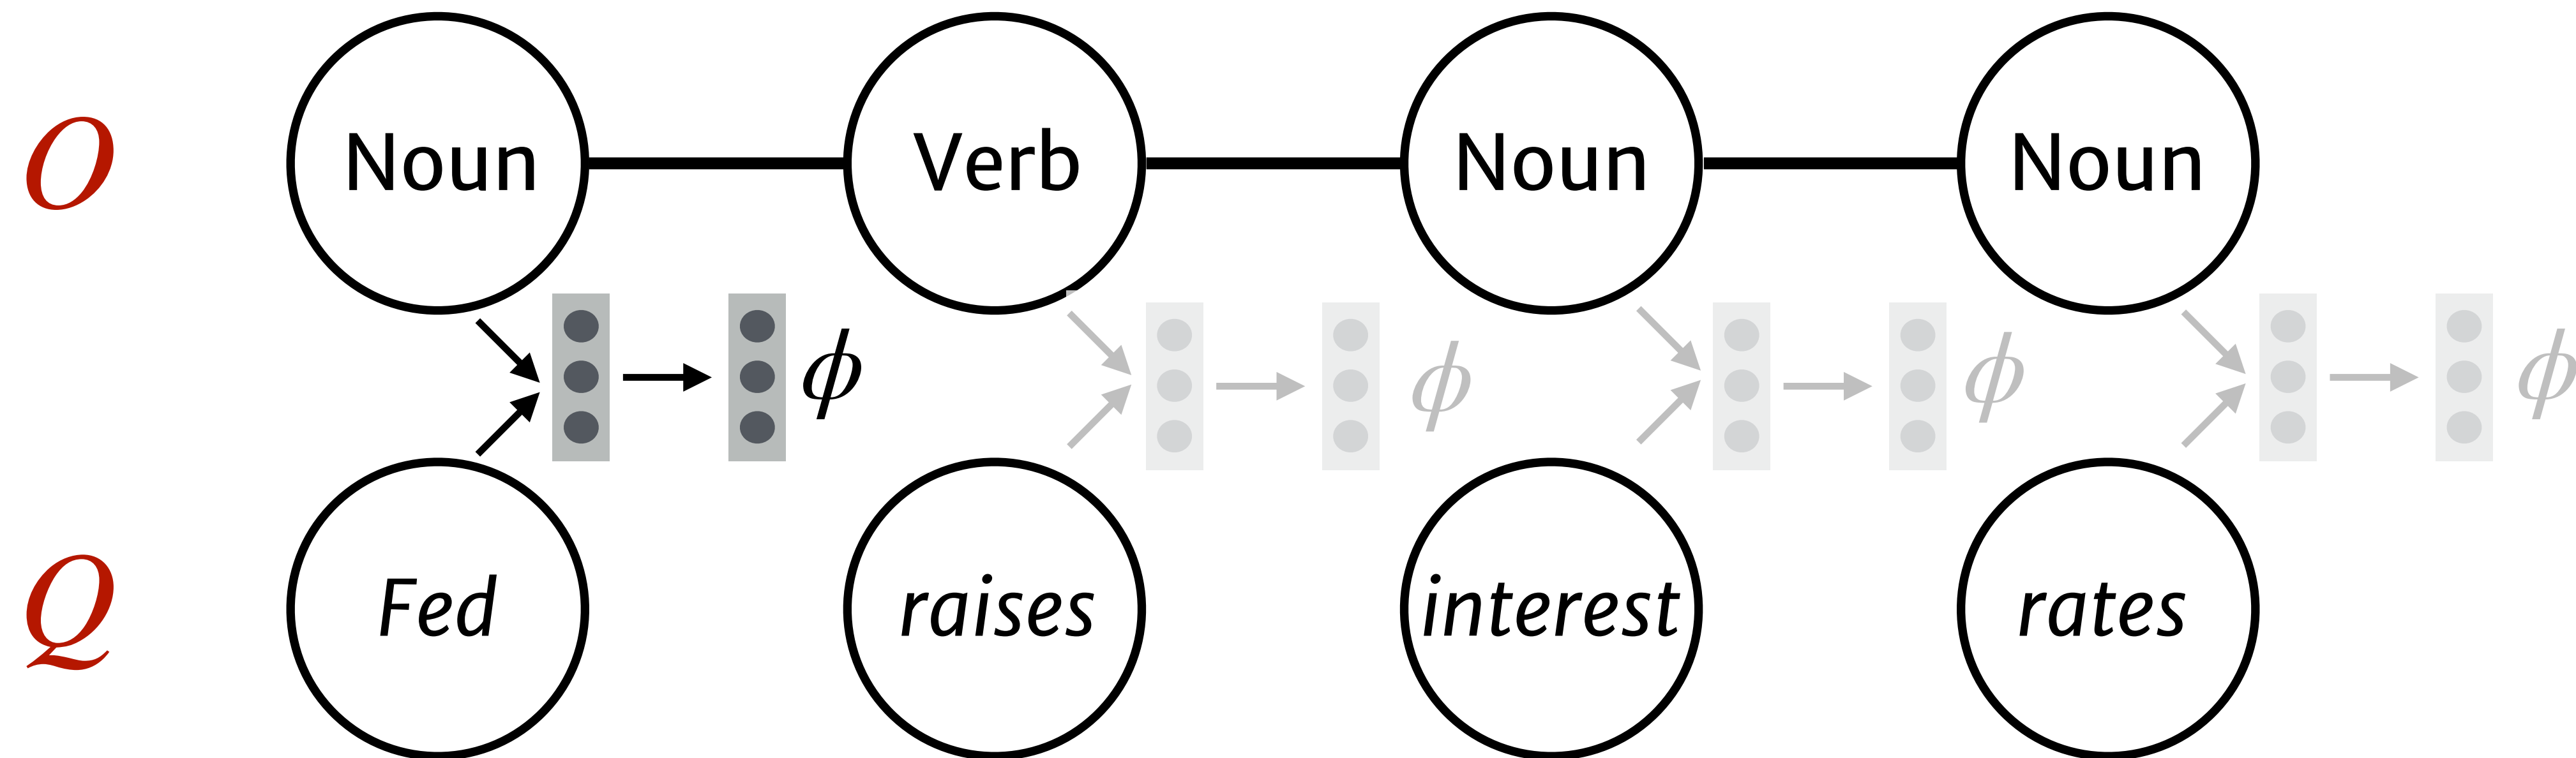 O Noun Verb Noun Noun
ϕ ϕ ϕ ϕ
Q Fed raises interest rates